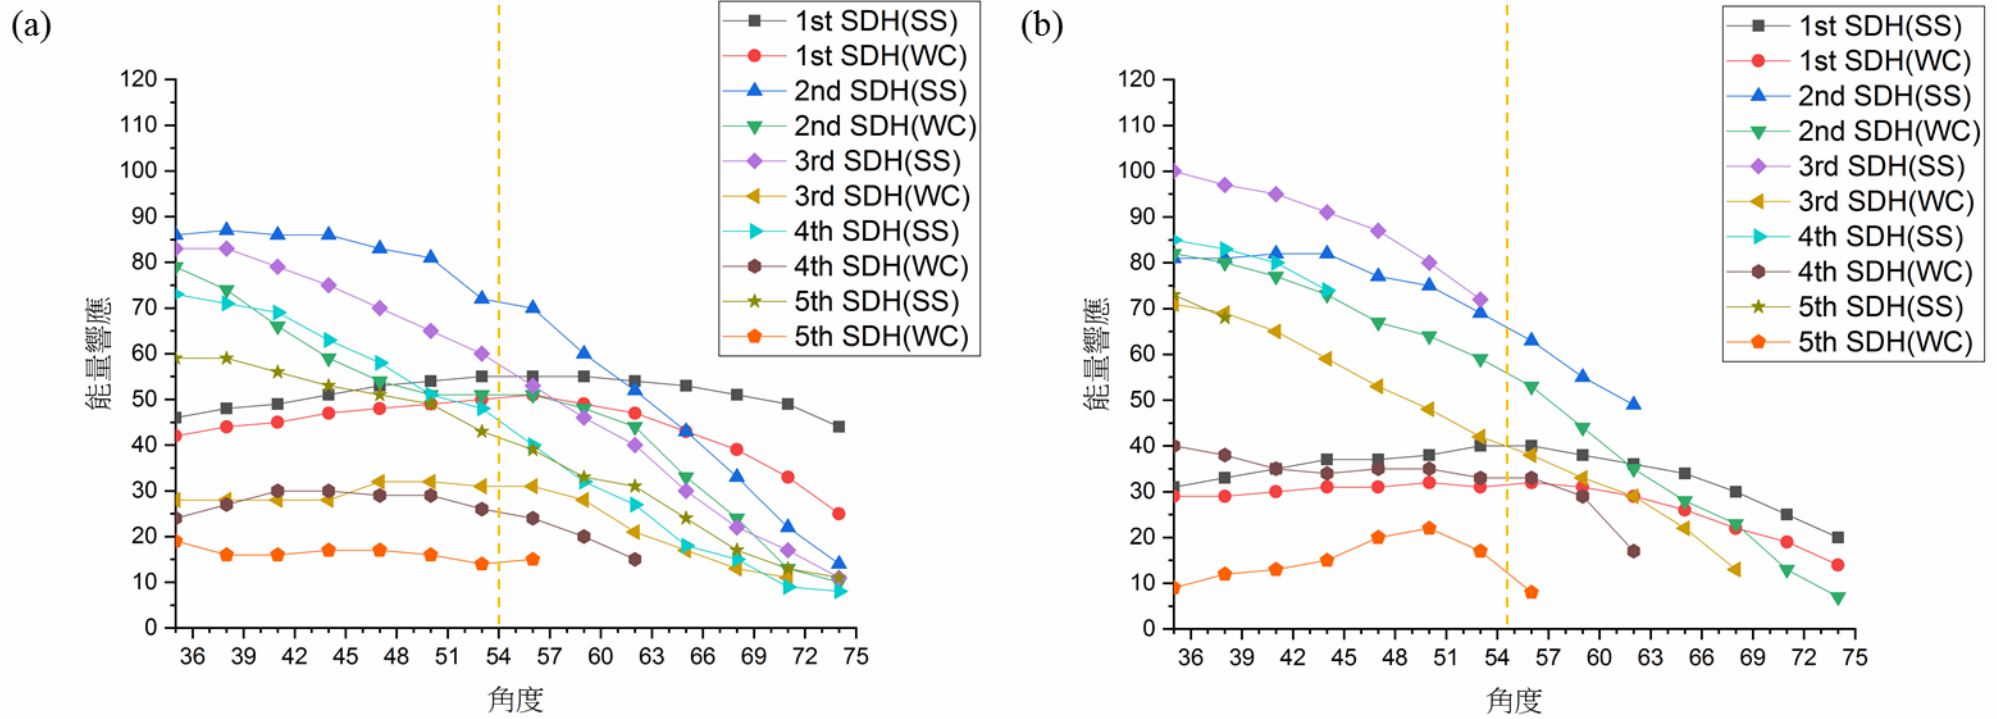 (a)
1st SDH(SS)
1st SDH(WC)
2nd SDH(SS)
2nd SDH(WC)
3rd SDH(SS)
3rd SDH(WC)
4th SDH(SS)
4th SDH(WC)
5th SDH(SS)
5th SDH(WC)
120
110
100
90
80
70
60
50
40
30
20
10
0
能量響應
36 39 42 45 48 51 54 57 60 63 66 69 72 75
角度
(b)
1st SDH(SS)
1st SDH(WC)
2nd SDH(SS)
2nd SDH(WC)
3rd SDH(SS)
3rd SDH(WC)
4th SDH(SS)
4th SDH(WC)
5th SDH(SS)
5th SDH(WC)
120
110
100
90
80
70
60
50
40
30
20
10
0
能量響應
36 39 42 45 48 51 54 57 60 63 66 69 72 75
角度